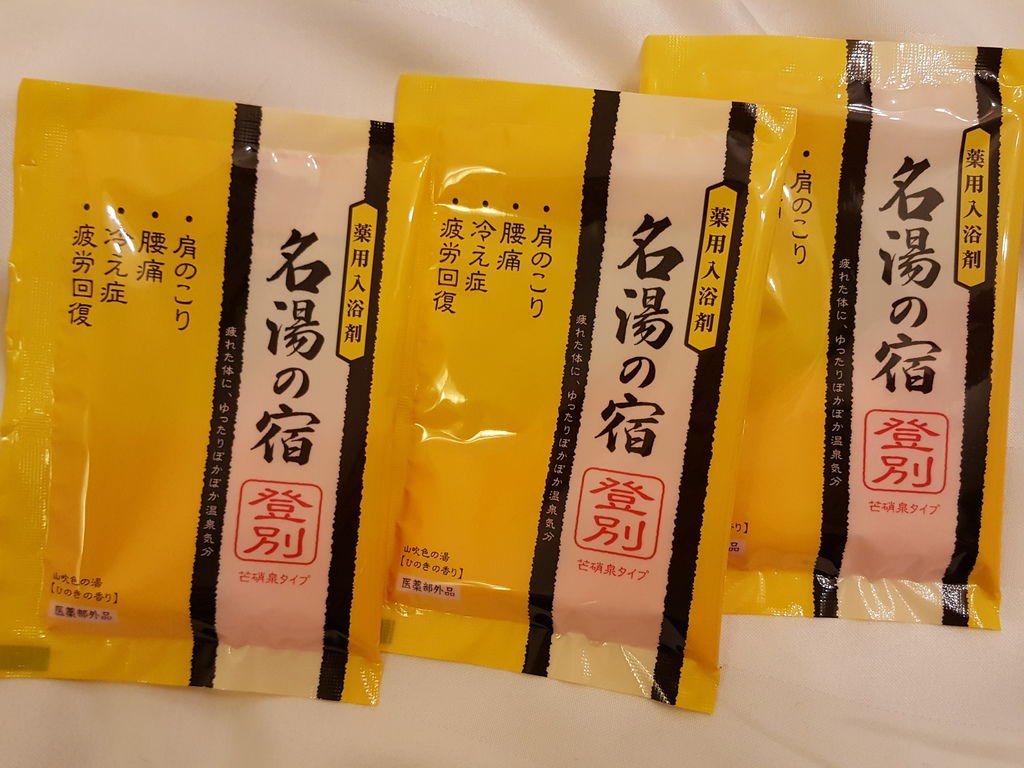 ・肩のこり
・腰痛
・冷え症
・疲労回復
薬用入浴剤
名湯の宿
登別
芒硝泉タイプ
疲れた体に、ゆったりぽかぽか温泉気分
山吹色の湯
【ひのきの香り】
医薬部外品
・肩のこり
・腰痛
・冷え症
・疲労回復
薬用入浴剤
名湯の宿
登別
芒硝泉タイプ
疲れた体に、ゆったりぽかぽか温泉気分
山吹色の湯
【ひのきの香り】
医薬部外品
・肩のこり
薬用入浴剤
名湯の宿
登別
芒硝泉タイプ
疲れた体に、ゆったりぽかぽか温泉気分
香り】
品